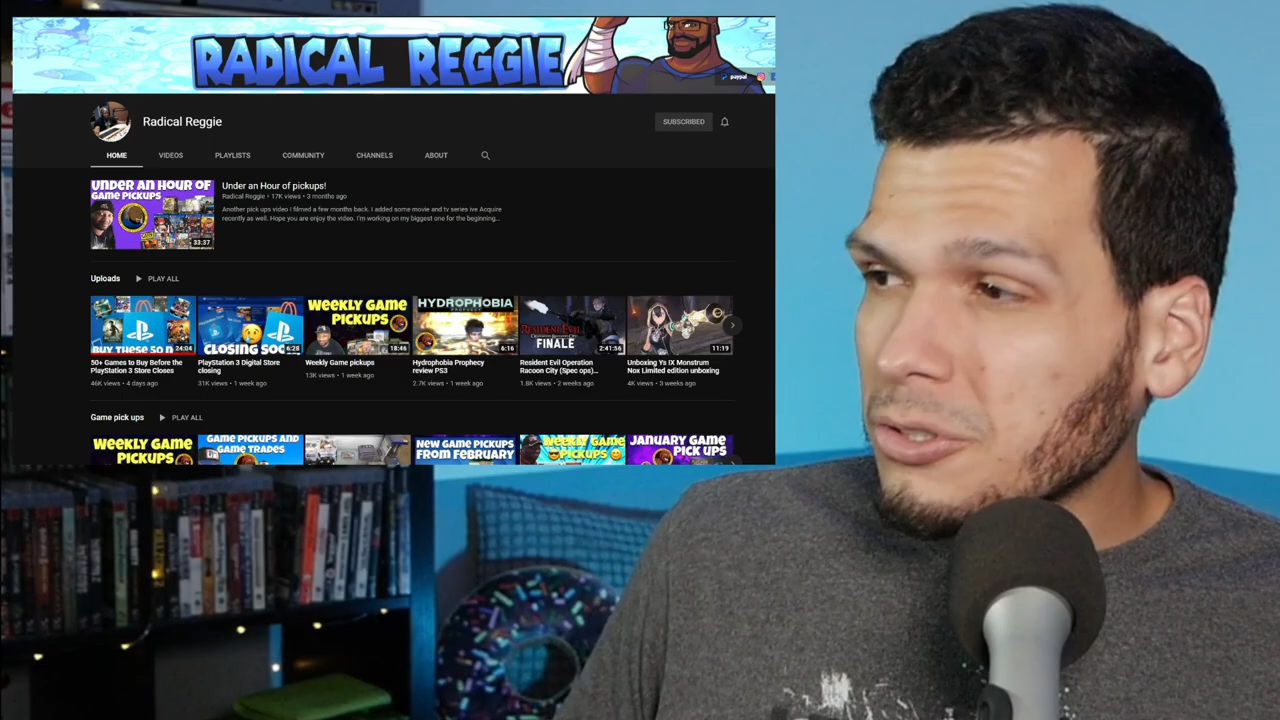 RADICAL REGGIE
paypal
Radical Reggie
SUBSCRIBED
HOME
VIDEOS
PLAYLISTS
COMMUNITY
CHANNELS
ABOUT
UNDER AN HOUR OF
GAME PICKUPS
33:37
Under an Hour of pickups!
Radical Reggie • 17K views • 3 months ago
Another pick ups video I filmed a few months back. I added some movie and tv series ive Acquire
recently as well. Hope you are enjoy the video. I'm working on my biggest one for the beginning...
Uploads
PLAY ALL
BUY THESE 50
24:04
CLOSING
6:28
WEEKLY GAME
PICKUPS
18:46
HYDROPHOBIA
PROPHECY
6:16
RESIDENT EVIL
FINALE
2:41:56
11:19
50+ Games to Buy Before the
PlayStation 3 Store Closes
46K views • 4 days ago
PlayStation 3 Digital Store
closing
31K views • 1 week ago
Weekly Game pickups
13K views • 1 week ago
Hydrophobia Prophecy
review PS3
2.7K views • 1 week ago
Resident Evil Operation
Racoon City (Spec ops)...
1.8K views • 2 weeks ago
Unboxing Ys IX Monstrum
Nox Limited edition unboxing
4K views • 3 weeks ago
Game pick ups
PLAY ALL
WEEKLY GAME
PICKUPS
GAME PICKUPS AND
GAME TRADES
NEW GAME PICKUPS
FROM FEBRUARY
WEEKLY GAME
PICKUPS
JANUARY GAME
PICK UPS